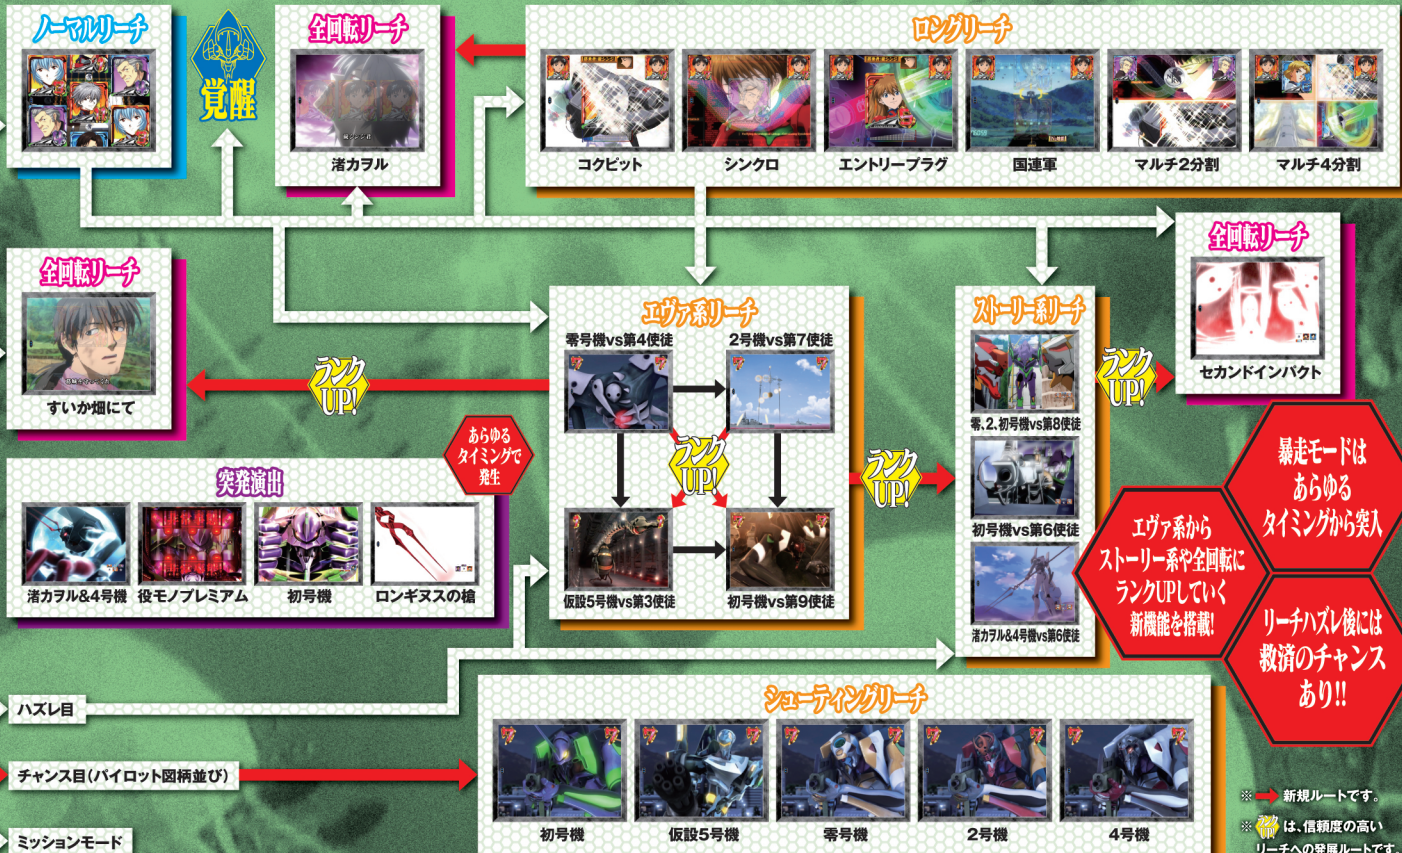 ノーマルリーチ
覚醒
全回転リーチ
渚カヲル
ロングリーチ
コクピット
シンクロ
エントリープラグ
国連軍
マルチ2分割
マルチ4分割
全回転リーチ
すいか畑にて
ランク
UP!
エヴァ系リーチ
零号機vs第4使徒
2号機vs第7使徒
ランク
UP!
仮設5号機vs第3使徒
初号機vs第9使徒
ランク
UP!
ストーリー系リーチ
零、2、初号機vs第8使徒
初号機vs第6使徒
渚カヲル&4号機vs第6使徒
ランク
UP!
全回転リーチ
セカンドインパクト
あらゆる
タイミングで
発生
突発演出
渚カヲル&4号機
役モノプレミアム
初号機
ロンギヌスの槍
暴走モードは
あらゆる
タイミングから突入
エヴァ系から
ストーリー系や全回転に
ランクUPしていく
新機能を搭載!
リーチハズレ後には
救済のチャンス
あり!!
ハズレ目
チャンス目(パイロット図柄並び)
ミッションモード
シューティングリーチ
初号機
仮設5号機
零号機
2号機
4号機
※ 新規ルートです。
※ランクUP! は、信頼度の高い
リーチへの発展ルートです。